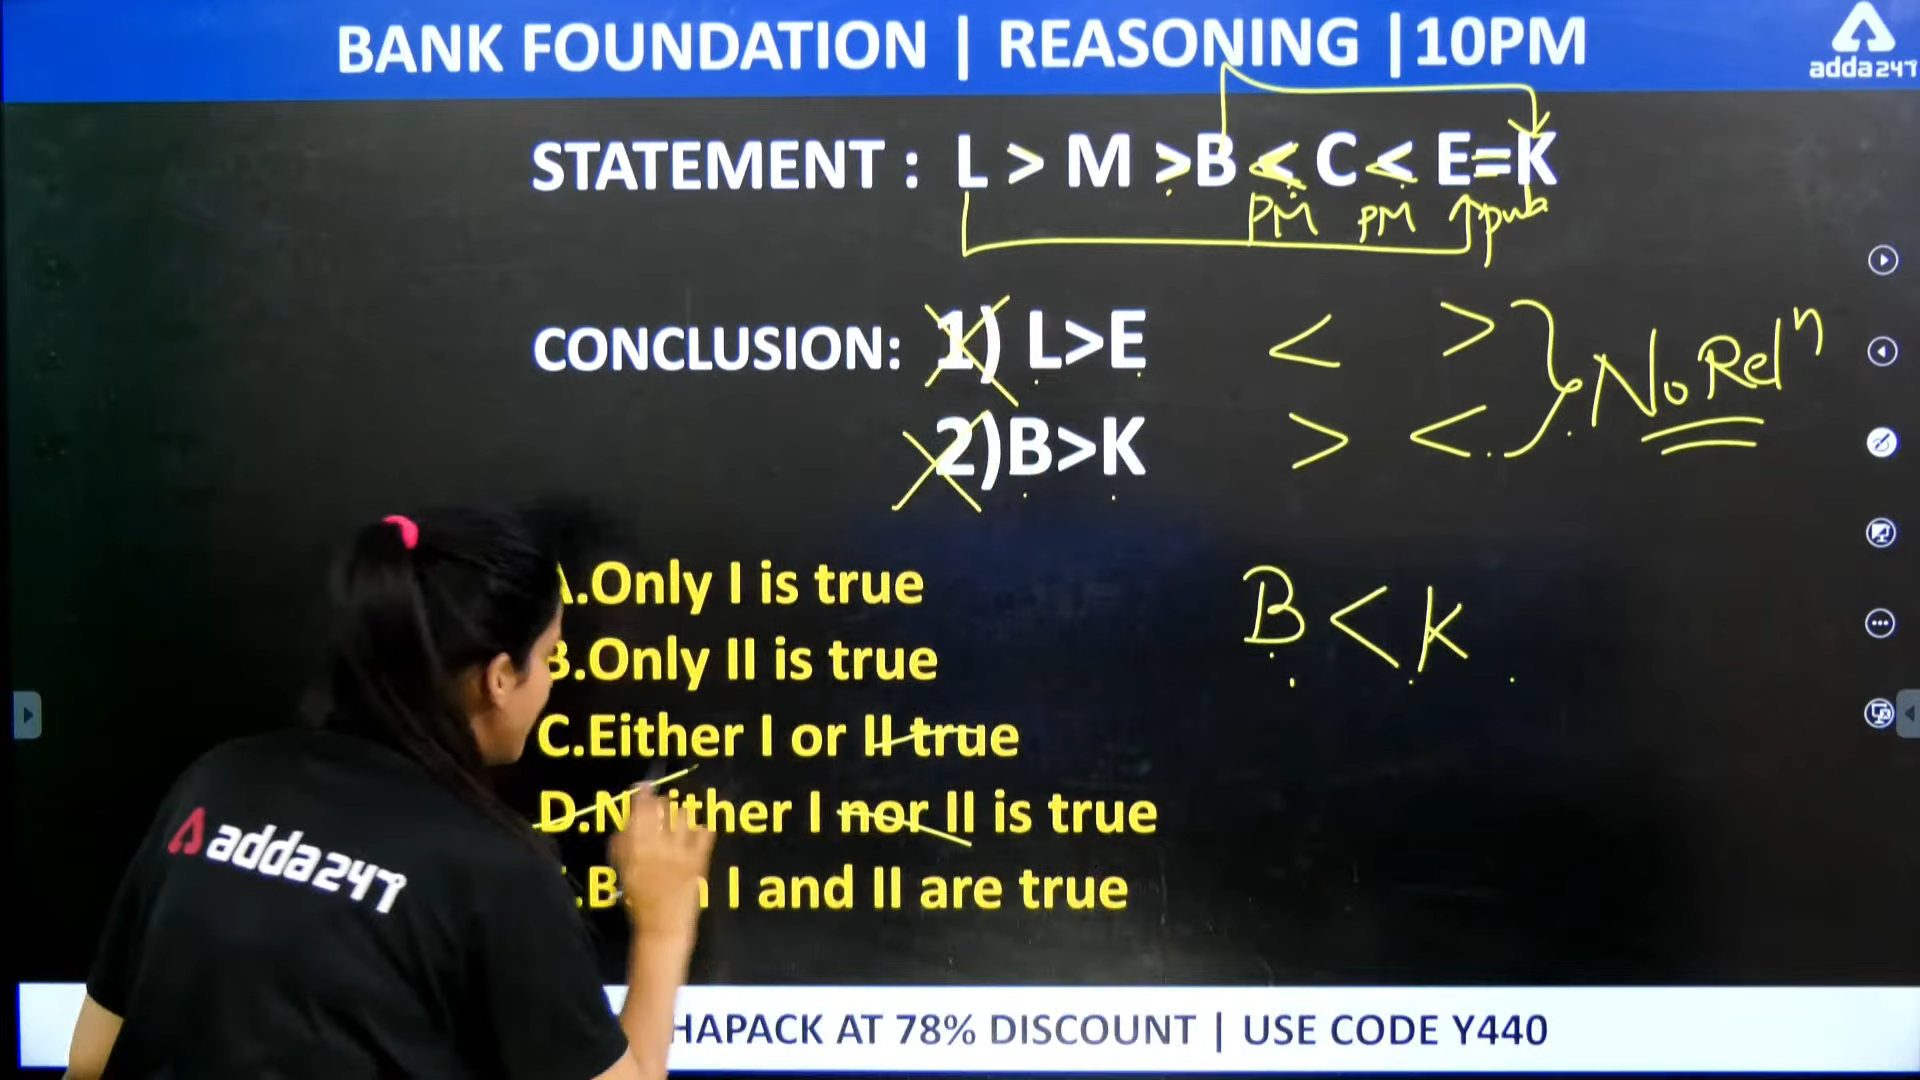 BANK FOUNDATION | REASONING |10PM
adda247
STATEMENT : L > M >B < C < E=K
PM PM
CONCLUSION: 1) L>E < >
No Relⁿ
2)B>K > <
.Only I is true
B < K
.Only II is true
C.Either I or II true
D.Neither I nor II is true
I and II are true
adda247
HAPACK AT 78% DISCOUNT | USE CODE Y440